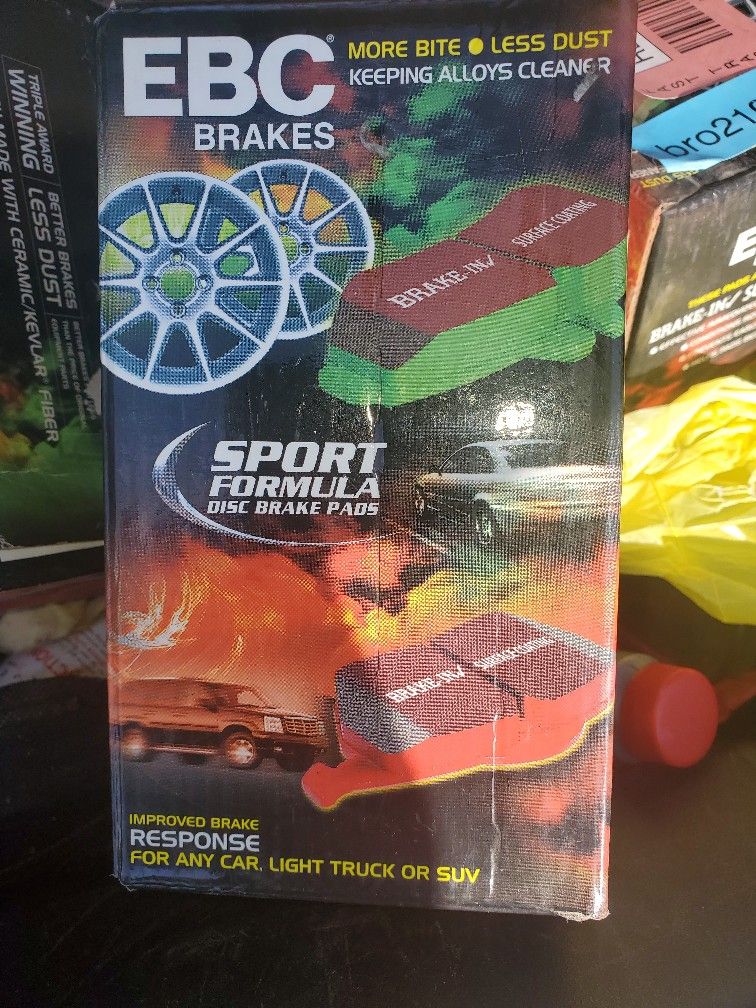 EBC®
BRAKES
MORE BITE ● LESS DUST
KEEPING ALLOYS CLEANER
BRAKE-IN/
SURFACE COATING
SPORT
FORMULA
DISC BRAKE PADS
BRAKE-IN/
IMPROVED BRAKE
RESPONSE
FOR ANY CAR, LIGHT TRUCK OR SUV
TRIPLE AWARD
WINNING
BETTER BRAKES
LESS DUST
MADE WITH CERAMIC/KEVLAR® FIBER
bro21
THESE PADS
BRAKE-IN/